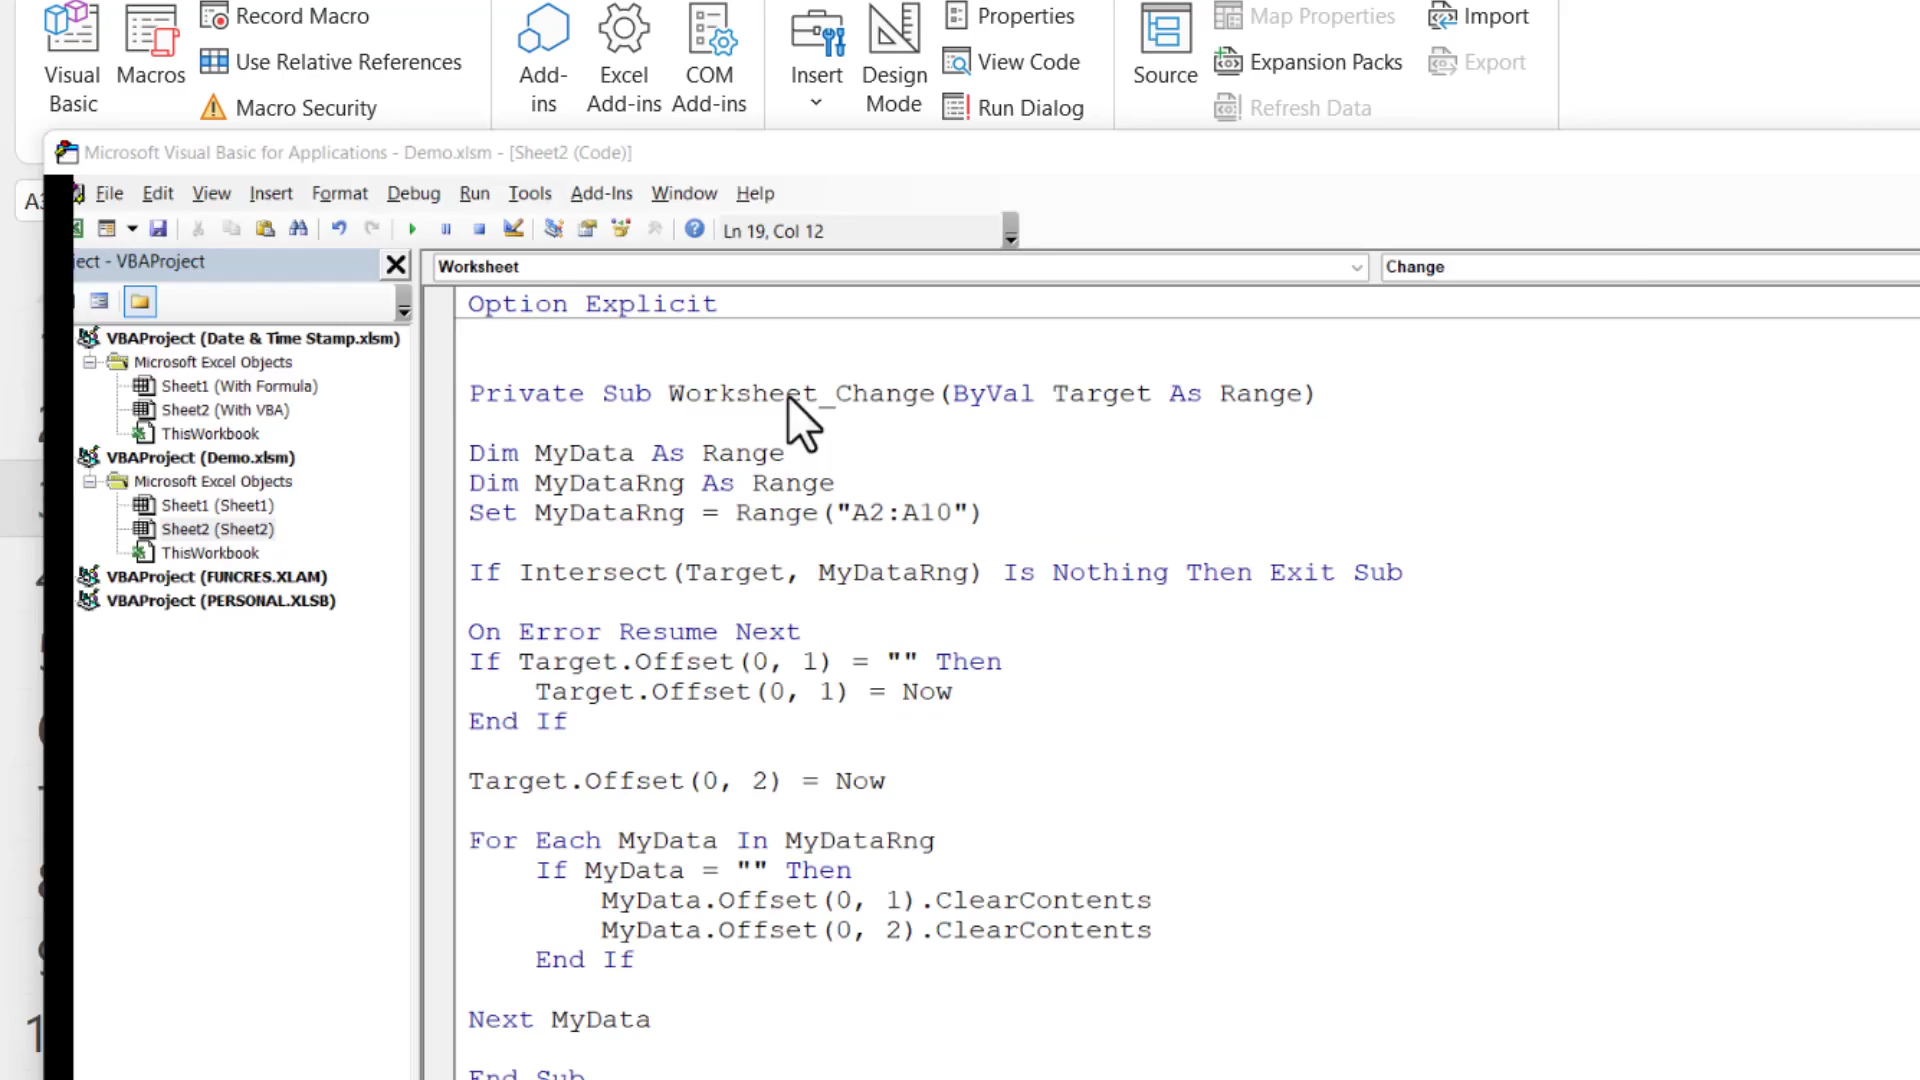 Record Macro
Use Relative References
Macro Security
Visual
Basic
Macros
Add-
ins
Excel
Add-ins
COM
Add-ins
Insert
Design
Mode
Properties
View Code
Run Dialog
Source
Map Properties
Expansion Packs
Refresh Data
Import
Export
Microsoft Visual Basic for Applications - Demo.xlsm - [Sheet2 (Code)]
File Edit View Insert Format Debug Run Tools Add-Ins Window Help
Ln 19, Col 12
ect - VBAProject
VBAProject (Date & Time Stamp.xlsm)
Microsoft Excel Objects
Sheet1 (With Formula)
Sheet2 (With VBA)
ThisWorkbook
VBAProject (Demo.xlsm)
Microsoft Excel Objects
Sheet1 (Sheet1)
Sheet2 (Sheet2)
ThisWorkbook
VBAProject (FUNCRES.XLAM)
VBAProject (PERSONAL.XLSB)
Worksheet
Change
Option Explicit
Private Sub Worksheet_Change(ByVal Target As Range)
Dim MyData As Range
Dim MyDataRng As Range
Set MyDataRng = Range("A2:A10")
If Intersect(Target, MyDataRng) Is Nothing Then Exit Sub
On Error Resume Next
If Target.Offset(0, 1) = "" Then
Target.Offset(0, 1) = Now
End If
Target.Offset(0, 2) = Now
For Each MyData In MyDataRng
If MyData = "" Then
MyData.Offset(0, 1).ClearContents
MyData.Offset(0, 2).ClearContents
End If
Next MyData
End Sub